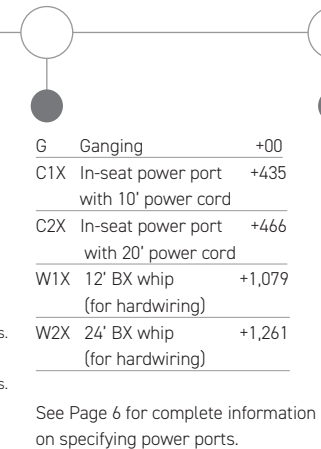 G Ganging +00
C1X In-seat power port +435
with 10' power cord
C2X In-seat power port +466
with 20' power cord
W1X 12' BX whip +1,079
(for hardwiring)
s.
W2X 24' BX whip +1,261
(for hardwiring)
s.
See Page 6 for complete information
on specifying power ports.